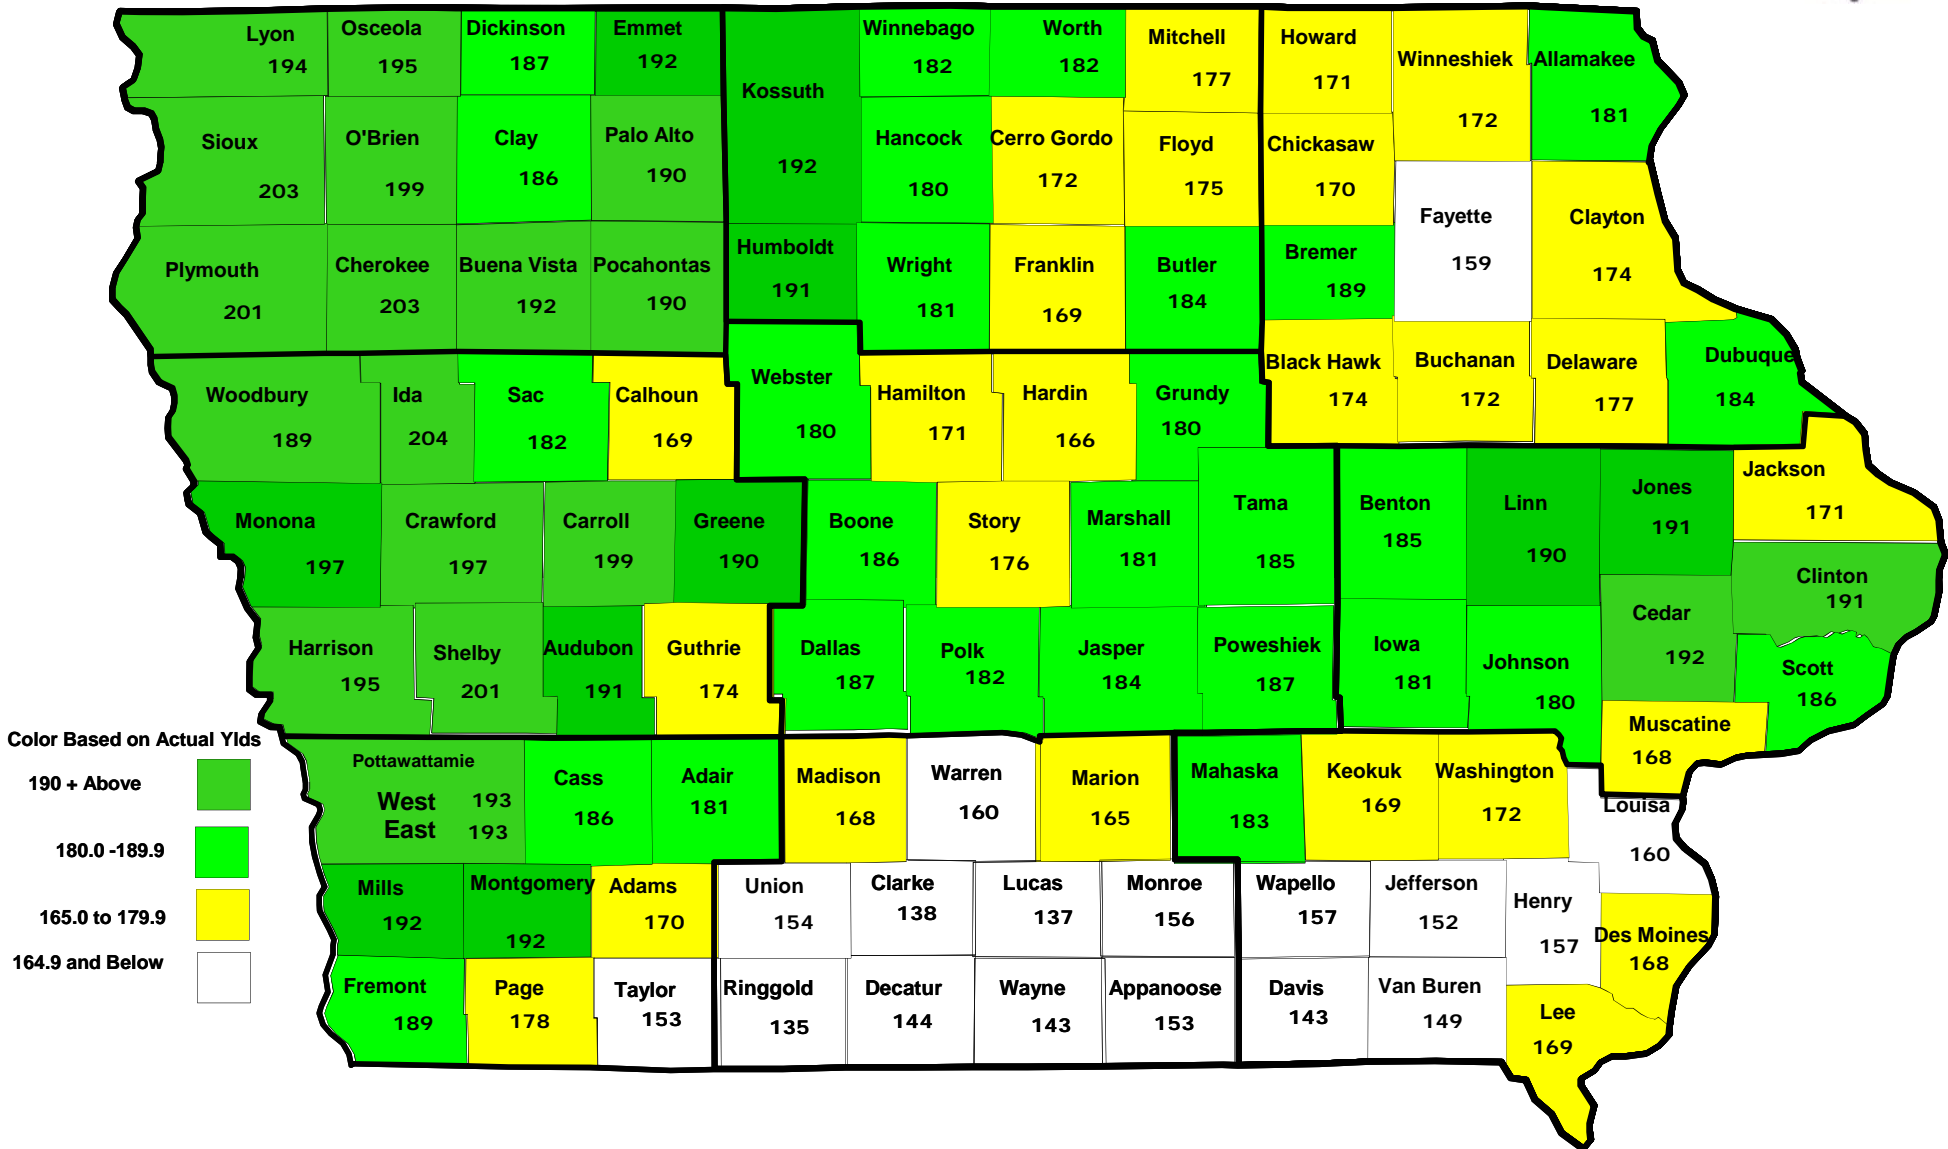 Lyon
194
Osceola
195
Dickinson
187
Emmet
192
Kossuth
192
Winnebago
182
Worth
182
Mitchell
177
Howard
171
Winneshiek
172
Allamakee
181
Sioux
203
O'Brien
199
Clay
186
Palo Alto
190
Hancock
180
Cerro Gordo
172
Floyd
175
Chickasaw
170
Fayette
159
Clayton
174
Plymouth
201
Cherokee
203
Buena Vista
192
Pocahontas
190
Humboldt
191
Wright
181
Franklin
169
Butler
184
Bremer
189
Woodbury
189
Ida
204
Sac
182
Calhoun
169
Webster
180
Hamilton
171
Hardin
166
Grundy
180
Black Hawk
174
Buchanan
172
Delaware
177
Dubuque
184
Monona
197
Crawford
197
Carroll
199
Greene
190
Boone
186
Story
176
Marshall
181
Tama
185
Benton
185
Linn
190
Jones
191
Jackson
171
Clinton
191
Cedar
192
Harrison
195
Shelby
201
Audubon
191
Guthrie
174
Dallas
187
Polk
182
Jasper
184
Poweshiek
187
Iowa
181
Johnson
180
Scott
186
Muscatine
168
Color Based on Actual Ylds
190 + Above
180.0 -189.9
165.0 to 179.9
164.9 and Below
Pottawattamie
West 193
East 193
Cass
186
Adair
181
Madison
168
Warren
160
Marion
165
Mahaska
183
Keokuk
169
Washington
172
Louisa
160
Mills
192
Montgomery
192
Adams
170
Union
154
Clarke
138
Lucas
137
Monroe
156
Wapello
157
Jefferson
152
Henry
157
Des Moines
168
Fremont
189
Page
178
Taylor
153
Ringgold
135
Decatur
144
Wayne
143
Appanoose
153
Davis
143
Van Buren
149
Lee
169